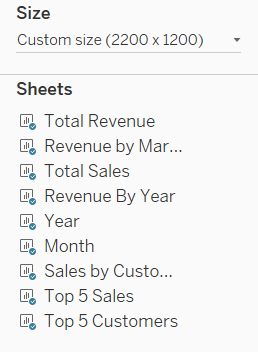 Size
Custom size (2200 x 1200)
Sheets
Total Revenue
Revenue by Mar...
Total Sales
Revenue By Year
Year
Month
Sales by Custo...
Top 5 Sales
Top 5 Customers